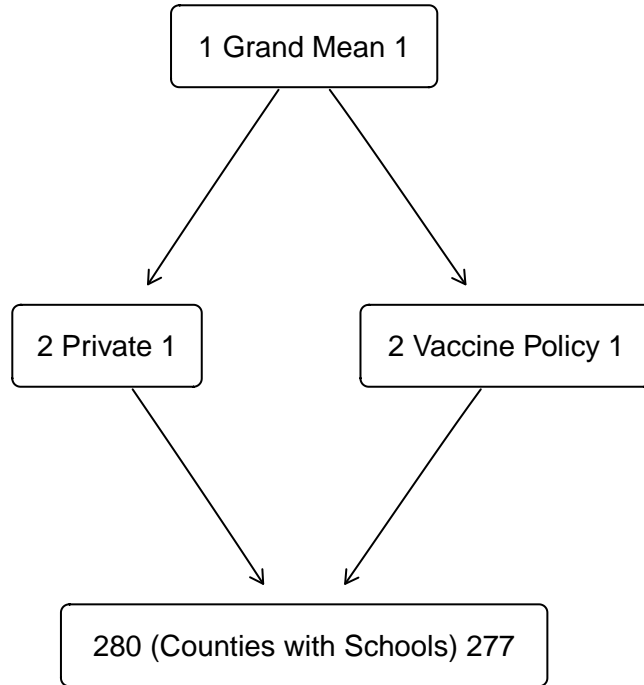 1 Grand Mean 1
2 Private 1
2 Vaccine Policy 1
280 (Counties with Schools) 277